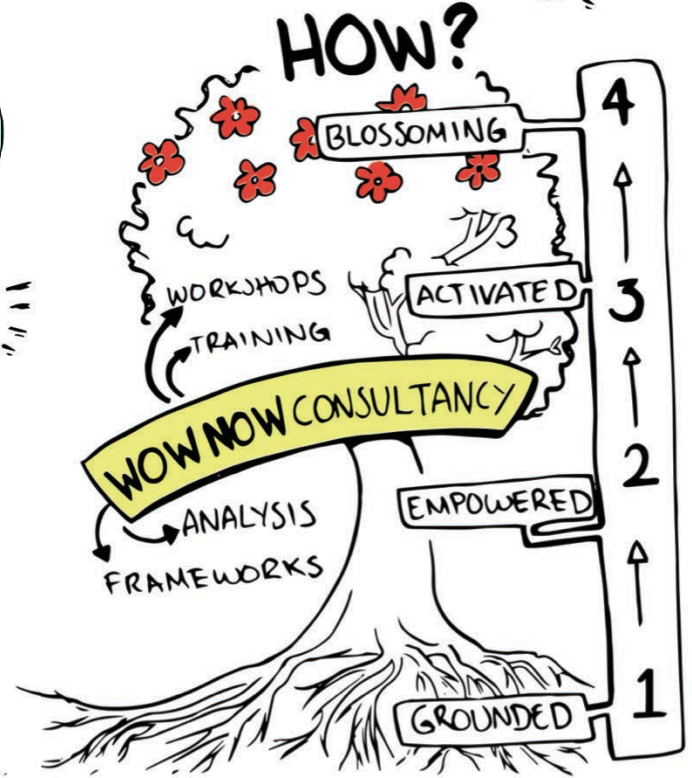 HOW?
4
BLOSSOMING
WORKSHOPS
ACTIVATED
3
TRAINING
WOW NOW CONSULTANCY
2
EMPOWERED
ANALYSIS
FRAMEWORKS
1
GROUNDED